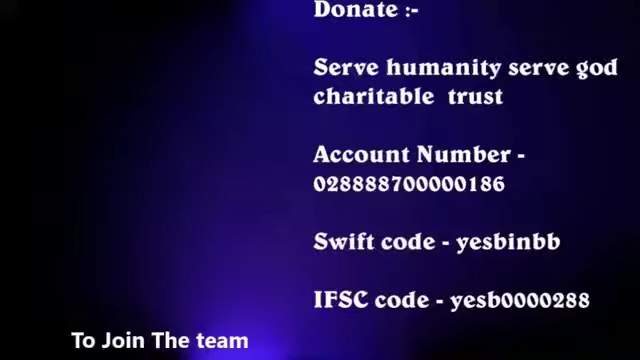 Donate :-
Serve humanity serve god
charitable trust
Account Number -
028888700000186
Swift code - yesbinbb
IFSC code - yesb0000288
To Join The team